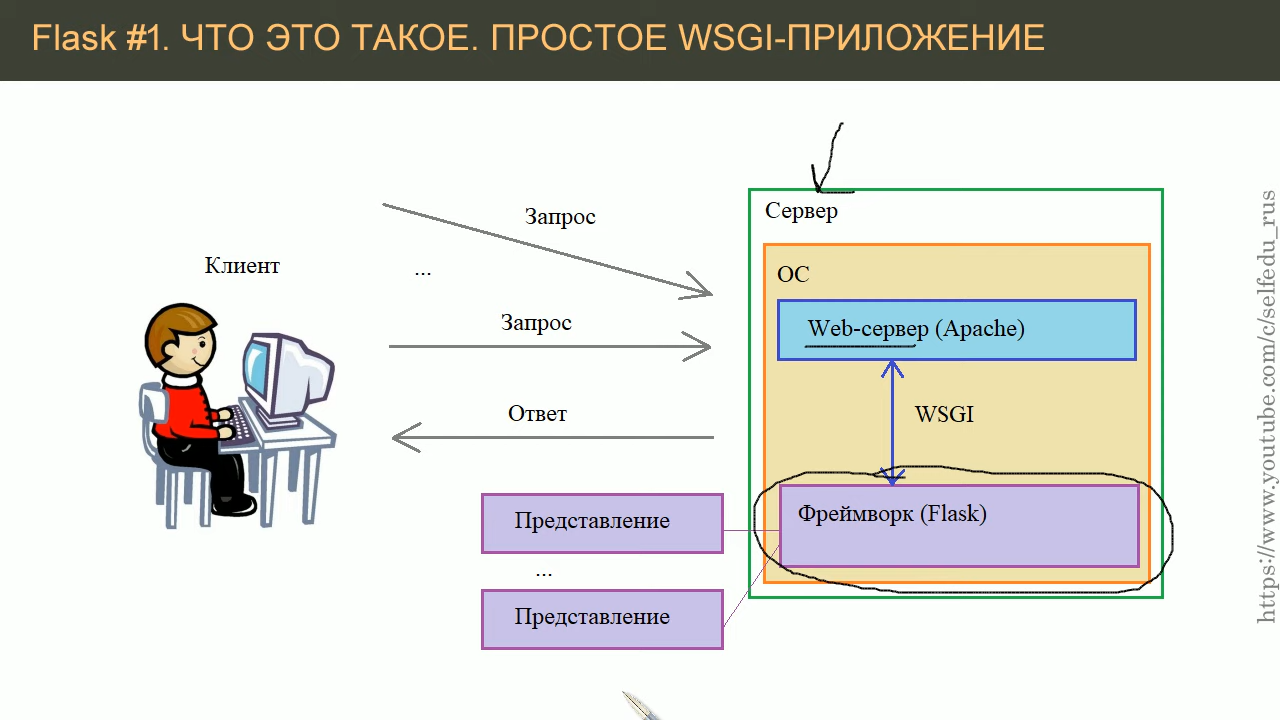 Flask #1. ЧТО ЭТО ТАКОЕ. ПРОСТОЕ WSGI-ПРИЛОЖЕНИЕ
Запрос
Сервер
Клиент
...
ОС
Запрос
Web-сервер (Apache)
Ответ
WSGI
Представление
Фреймворк (Flask)
...
Представление
https://www.youtube.com/c/selfedu_rus